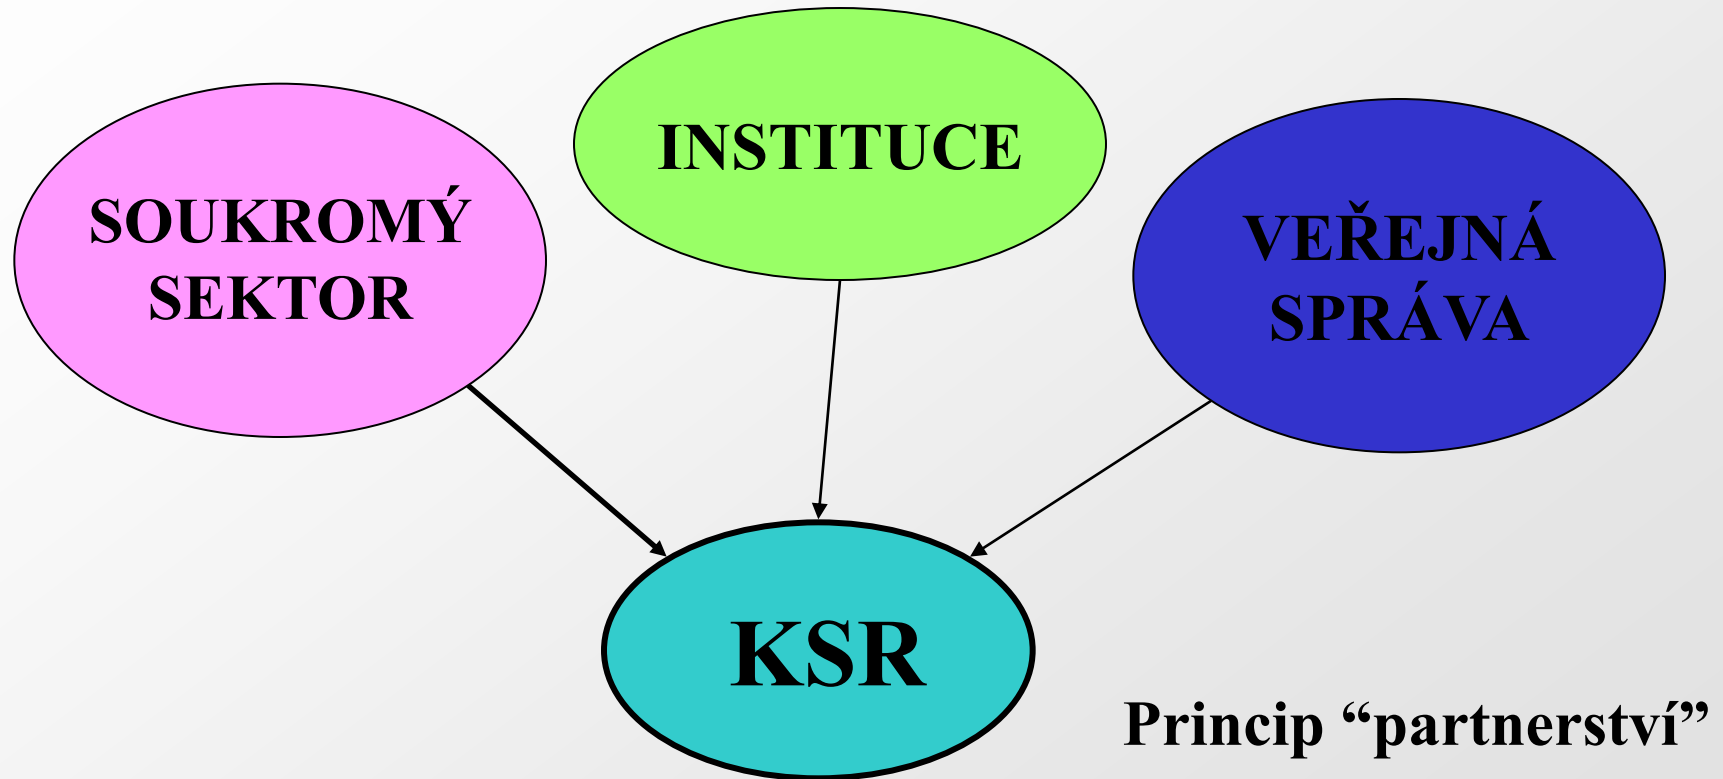 SOUKROMÝ
SEKTOR
INSTITUCE
VEŘEJNÁ
SPRÁVA
KSR
Princip “partnerství”